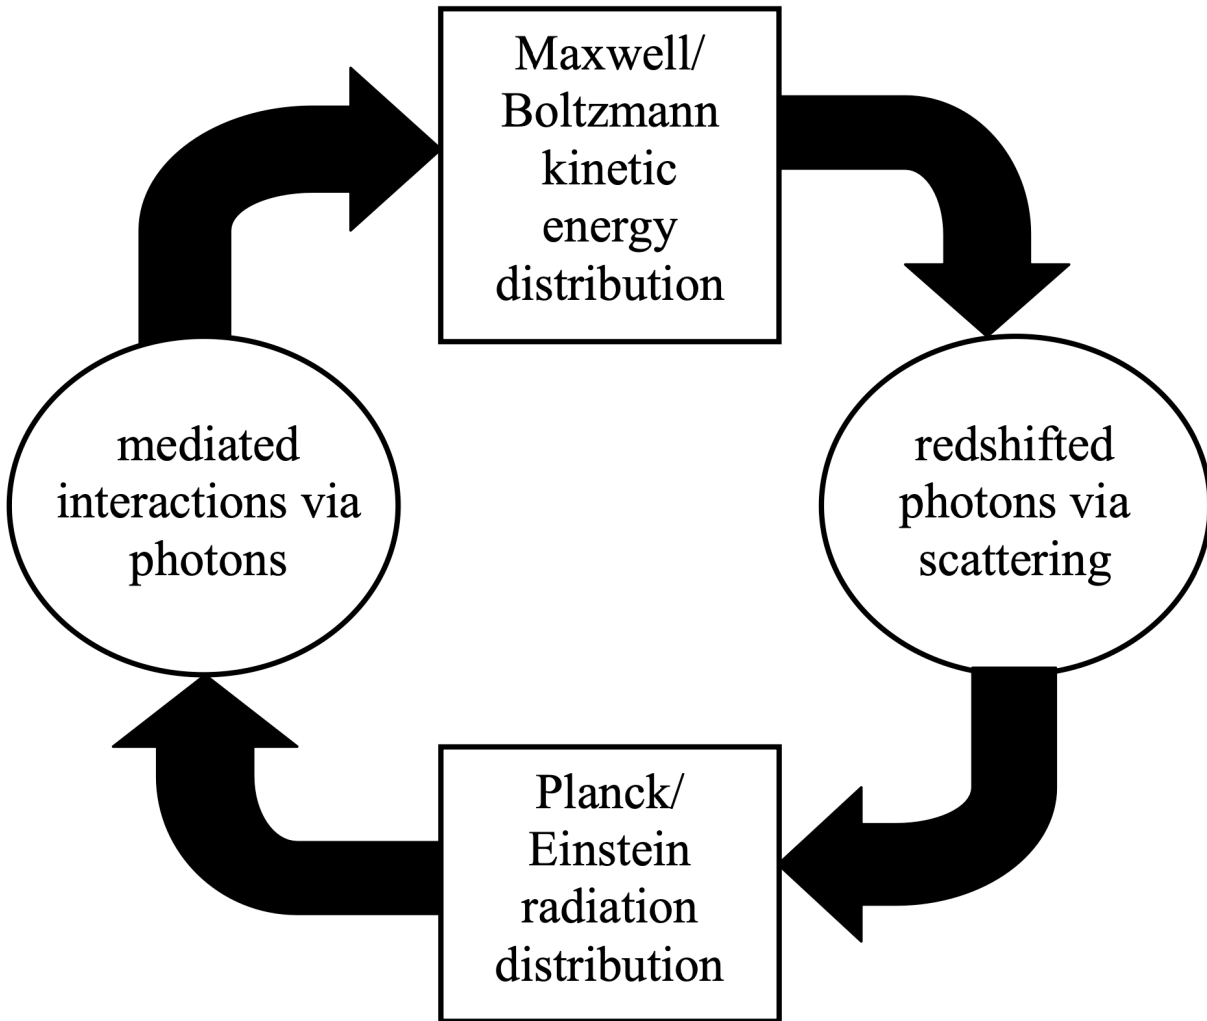 Maxwell/
Boltzmann
kinetic
energy
distribution
mediated
interactions via
photons
redshifted
photons via
scattering
Planck/
Einstein
radiation
distribution